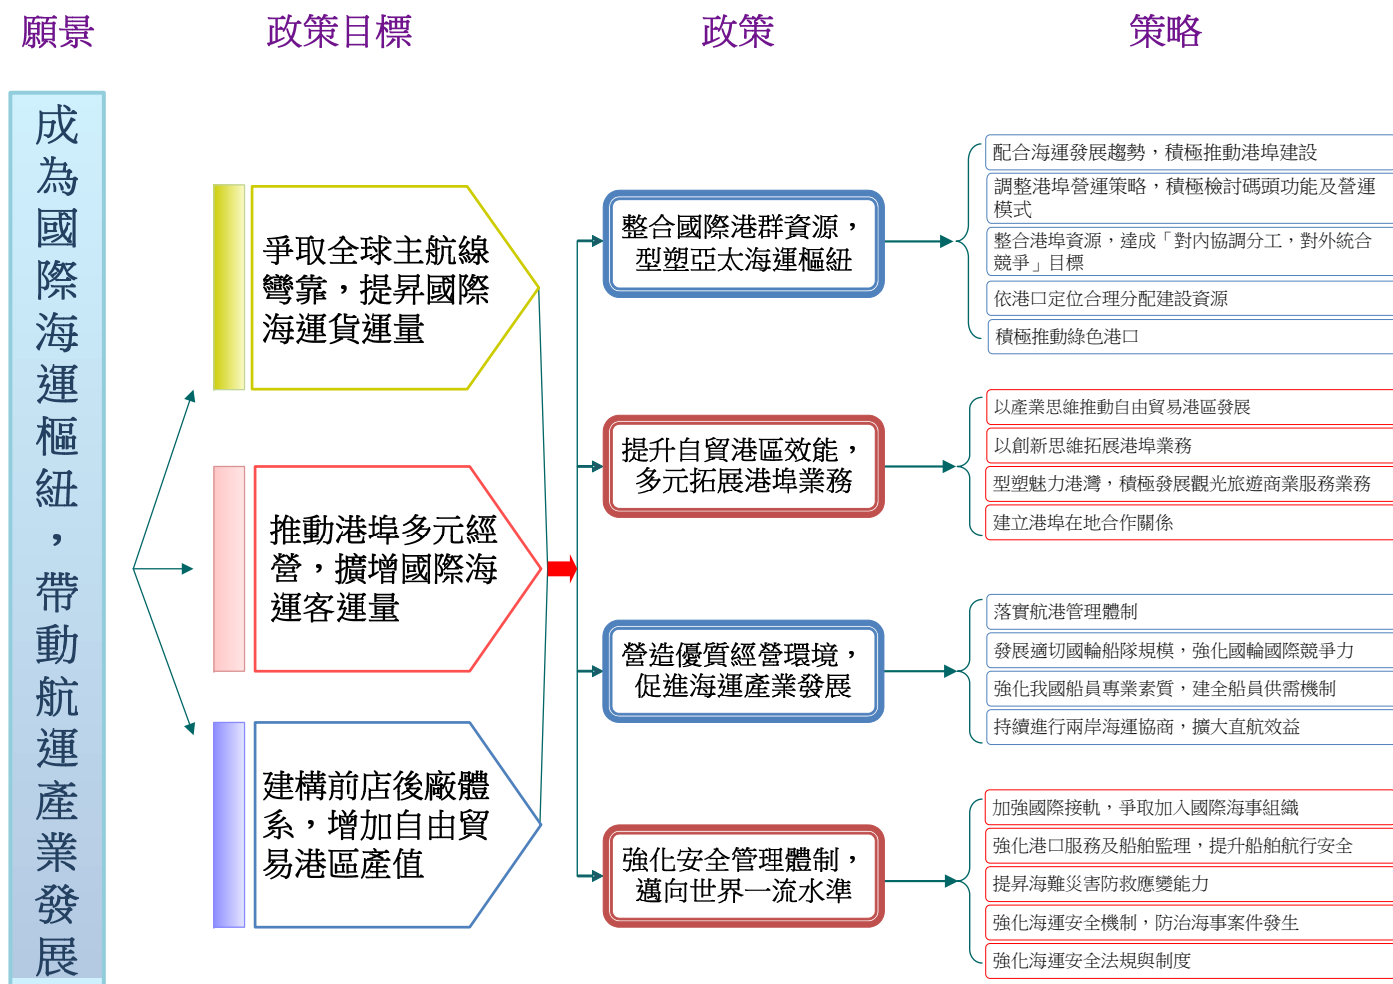 願景
政策目標
政策
策略
成為國際海運樞紐，帶動航運產業發展
爭取全球主航線
彎靠，提昇國際
海運貨運量
推動港埠多元經
營，擴增國際海
運客運量
建構前店後廠體
系，增加自由貿
易港區產值
整合國際港群資源，
型塑亞太海運樞紐
提升自貿港區效能，
多元拓展港埠業務
營造優質經營環境，
促進海運產業發展
強化安全管理體制，
邁向世界一流水準
配合海運發展趨勢，積極推動港埠建設
調整港埠營運策略，積極檢討碼頭功能及營運
模式
整合港埠資源，達成「對內協調分工，對外統合
競爭」目標
依港口定位合理分配建設資源
積極推動綠色港口
以產業思維推動自由貿易港區發展
以創新思維拓展港埠業務
型塑魅力港灣，積極發展觀光旅遊商業服務業務
建立港埠在地合作關係
落實航港管理體制
發展適切國輪船隊規模，強化國輪國際競爭力
強化我國船員專業素質，建全船員供需機制
持續進行兩岸海運協商，擴大直航效益
加強國際接軌，爭取加入國際海事組織
強化港口服務及船舶監理，提升船舶航行安全
提昇海難災害防救應變能力
強化海運安全機制，防治海事案件發生
強化海運安全法規與制度